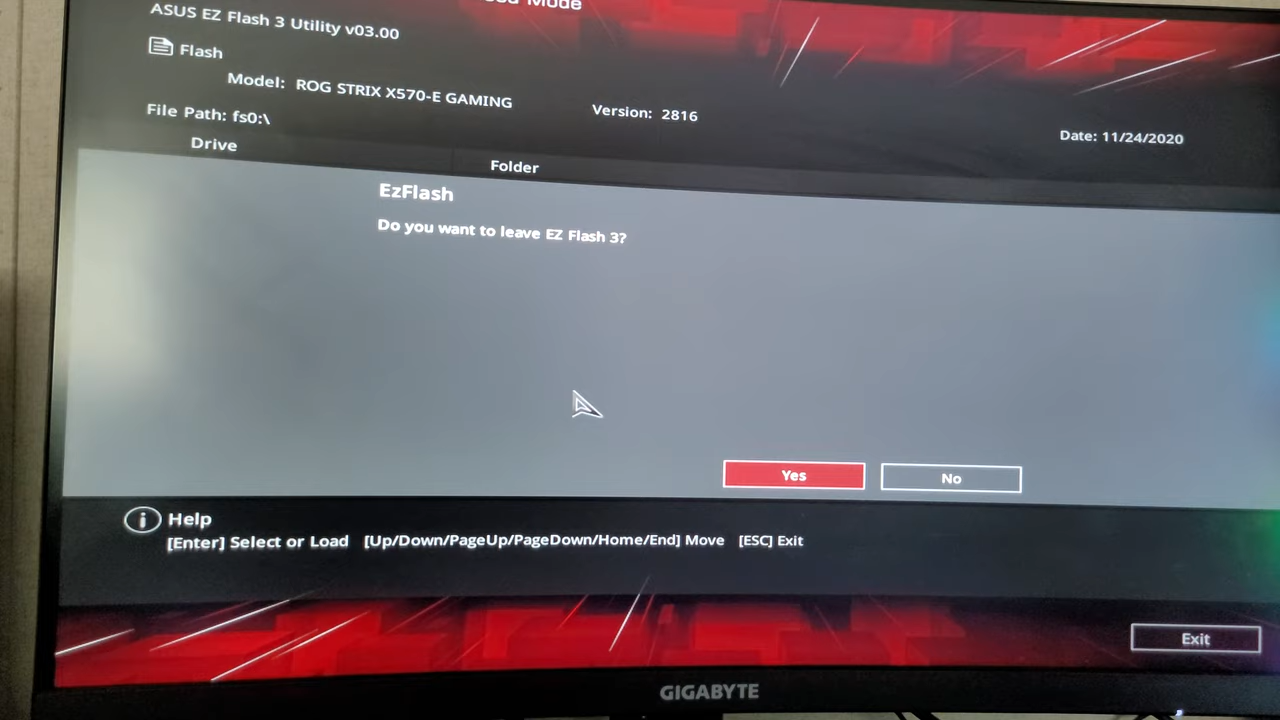 Mode
ASUS EZ Flash 3 Utility v03.00
Flash
Model: ROG STRIX X570-E GAMING Version: 2816 Date: 11/24/2020
File Path: fs0:\
Drive Folder
EzFlash
Do you want to leave EZ Flash 3?
Yes No
Help
[Enter] Select or Load [Up/Down/PageUp/PageDown/Home/End] Move [ESC] Exit
Exit
GIGABYTE